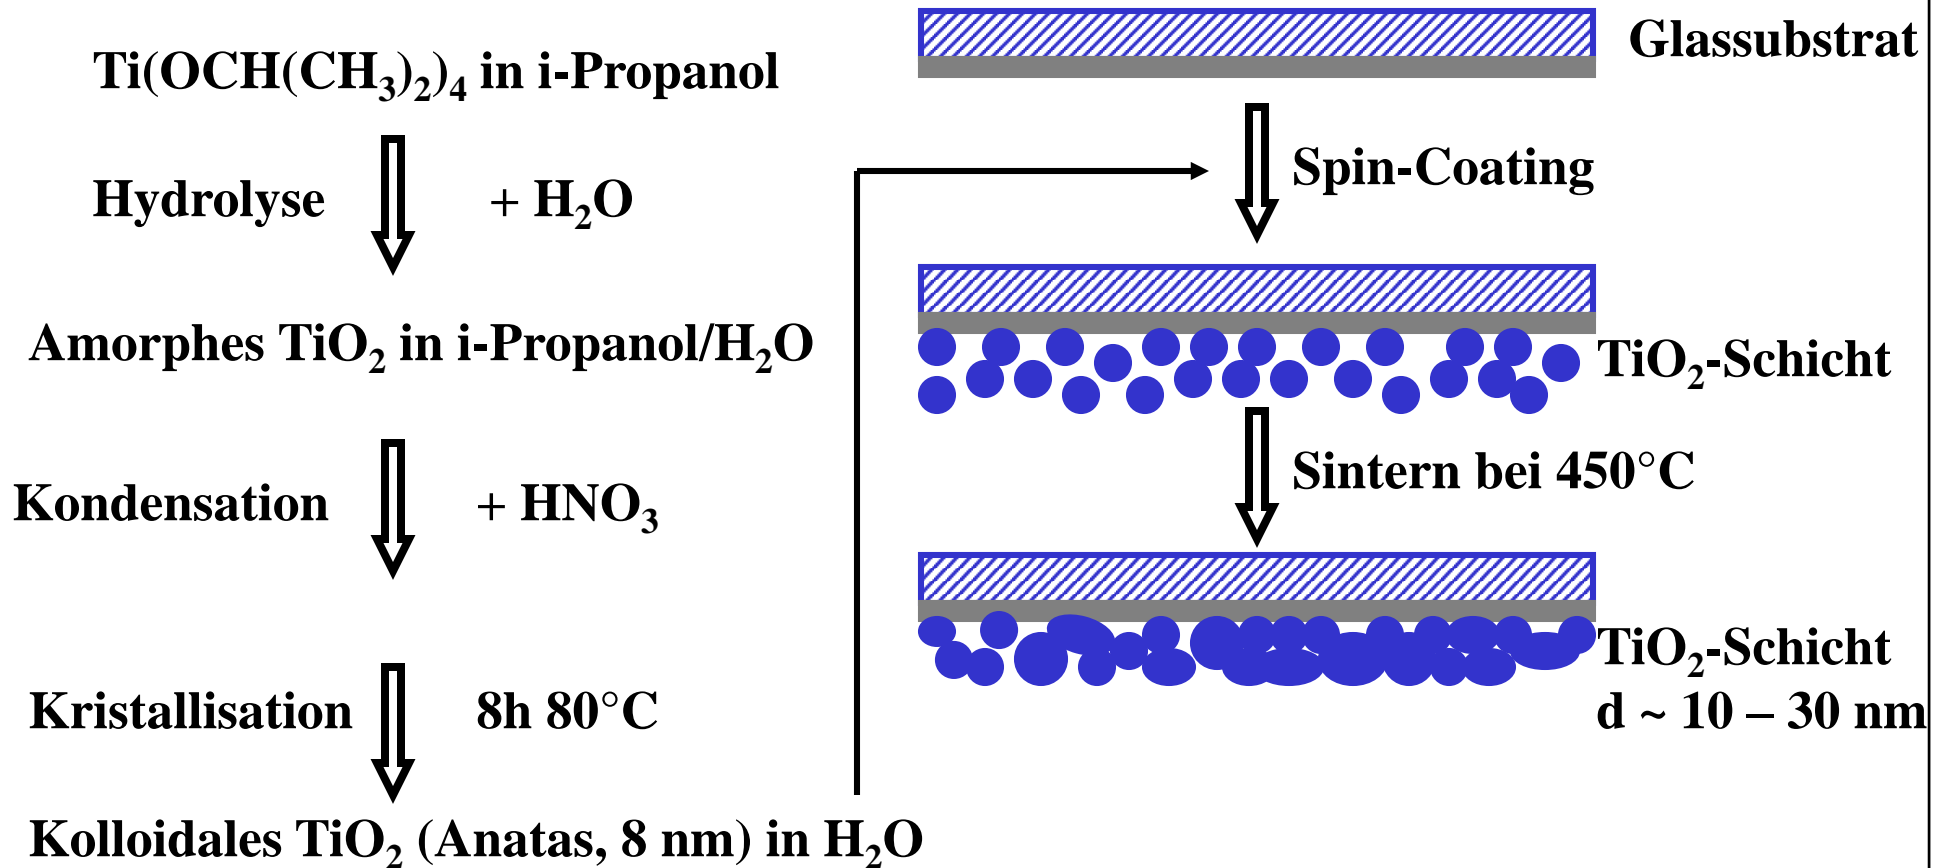 Ti(OCH(CH₃)₂)₄ in i-Propanol
Hydrolyse + H₂O
Amorphes TiO₂ in i-Propanol/H₂O
Kondensation + HNO₃
Kristallisation 8h 80°C
Kolloidales TiO₂ (Anatas, 8 nm) in H₂O
Glassubstrat
Spin-Coating
TiO₂-Schicht
Sintern bei 450°C
TiO₂-Schicht
d ~ 10 – 30 nm